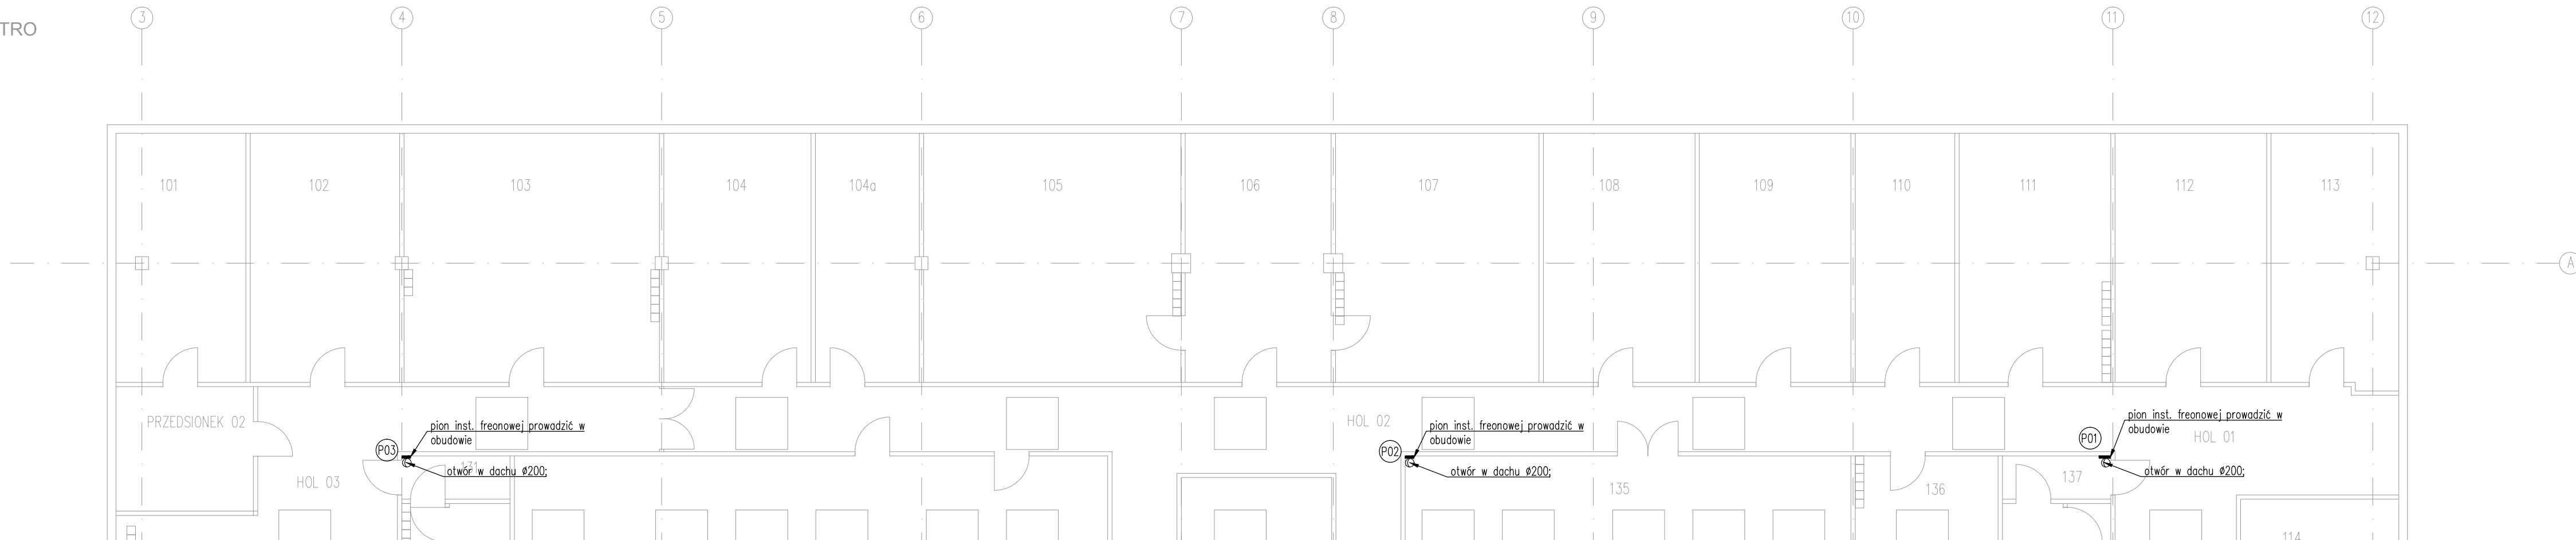 3 4 5 6 7 8 9 10 11 12
TRO
101 102 103 104 104a 105 106 107 108 109 110 111 112 113
A
PRZEDSIONEK 02
HOL 02
HOL 01
P03
pion inst. freonowej prowadzić w
obudowie
131
otwór w dachu Ø200;
HOL 03
P02
pion inst. freonowej prowadzić w
obudowie
otwór w dachu Ø200;
135
136
P01
pion inst. freonowej prowadzić w
obudowie
otwór w dachu Ø200;
137
114